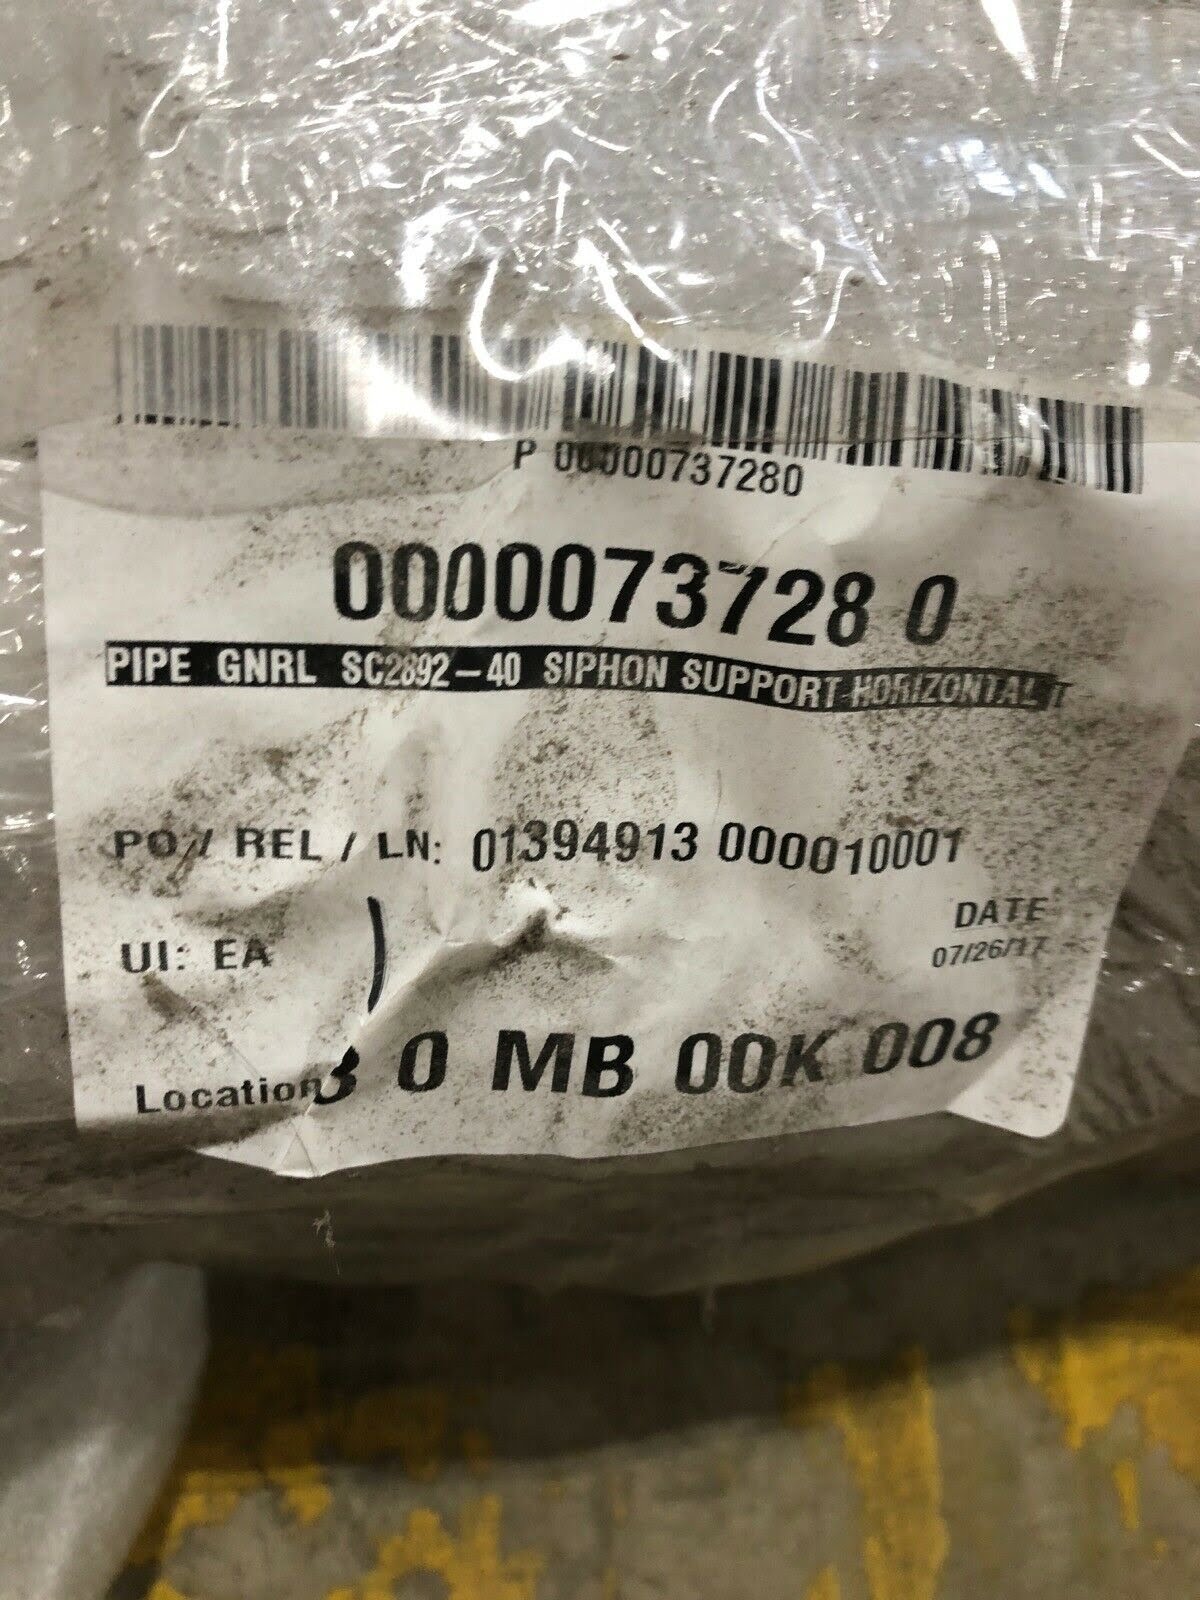 P 00000737280
0000073728 0
PIPE GNRL SC2892-40 SIPHON SUPPORT-HORIZONTAL
PO / REL / LN: 01394913 000010001
UI: EA
DATE
07/26/17
Location 3 0 MB 00K 008